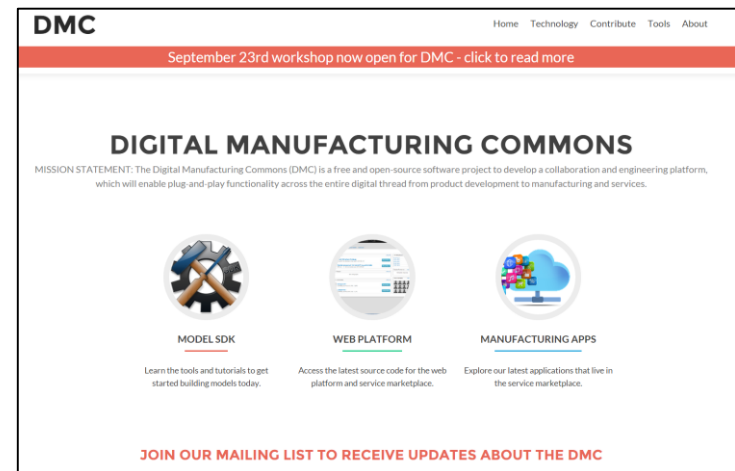 DMC
Home Technology Contribute Tools About
September 23rd workshop now open for DMC - click to read more
DIGITAL MANUFACTURING COMMONS
MISSION STATEMENT: The Digital Manufacturing Commons (DMC) is a free and open-source software project to develop a collaboration and engineering platform,
which will enable plug-and-play functionality across the entire digital thread from product development to manufacturing and services.
MODEL SDK
WEB PLATFORM
MANUFACTURING APPS
Learn the tools and tutorials to get
started building models today.
Access the latest source code for the web
platform and service marketplace.
Explore our latest applications that live in
the service marketplace.
JOIN OUR MAILING LIST TO RECEIVE UPDATES ABOUT THE DMC